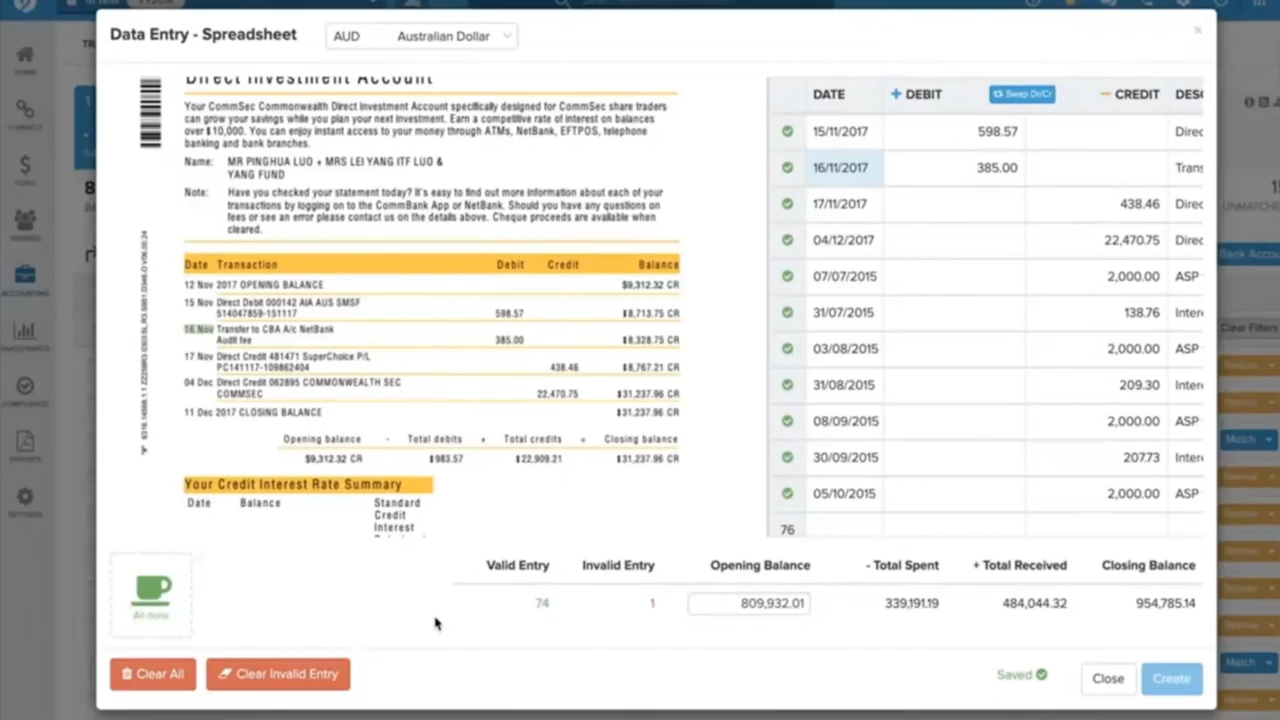 Data Entry - Spreadsheet
AUD Australian Dollar
Direct Investment Account
Your CommSec Commonwealth Direct Investment Account specifically designed for CommSec share traders
can grow your savings while you plan your next investment. Earn a competitive rate of interest on balances
over $10,000. You can enjoy instant access to your money through ATMs, NetBank, EFTPOS, telephone
banking and bank branches.
Name: MR PINGHUA LUO + MRS LEI YANG ITF LUO &
YANG FUND
Note: Have you checked your statement today? It's easy to find out more information about each of your
transactions by logging on to the CommBank App or NetBank. Should you have any questions on
fees or see an error please contact us on the details above. Cheque proceeds are available when
cleared.
Date Transaction Debit Credit Balance
12 Nov 2017 OPENING BALANCE $9,312.32 CR
15 Nov Direct Debit 000142 AIA AUS SMSF
514047859-151117 598.57 $8,713.75 CR
16 Nov Transfer to CBA A/c NetBank
Audit fee 385.00 $8,328.75 CR
17 Nov Direct Credit 481471 SuperChoice P/L
PC141117-109862404 438.46 $8,767.21 CR
04 Dec Direct Credit 062895 COMMONWEALTH SEC
COMMSEC 22,470.75 $31,237.96 CR
11 Dec 2017 CLOSING BALANCE $31,237.96 CR
Opening balance - Total debits + Total credits = Closing balance
$9,312.32 CR $983.57 $22,909.21 $31,237.96 CR
Your Credit Interest Rate Summary
Date Balance Standard
Credit
Interest
DATE + DEBIT Swap Dr/Cr - CREDIT DESC
15/11/2017 598.57 Direc
16/11/2017 385.00 Trans
17/11/2017 438.46 Direc
04/12/2017 22,470.75 Direc
07/07/2015 2,000.00 ASP
31/07/2015 138.76 Inter
03/08/2015 2,000.00 ASP
31/08/2015 209.30 Inter
08/09/2015 2,000.00 ASP
30/09/2015 207.73 Inter
05/10/2015 2,000.00 ASP
76
All done
Valid Entry Invalid Entry Opening Balance - Total Spent + Total Received Closing Balance
74 1 809,932.01 339,191.19 484,044.32 954,785.14
Clear All Clear Invalid Entry Saved Close Create
HOME
CONNECT
FUND
MEMBERS
ACCOUNTING
INVESTMENTS
COMPLIANCE
REPORTS
SETTINGS
UNMATCHE
Bank Accou
Clear Filters
Match
Match